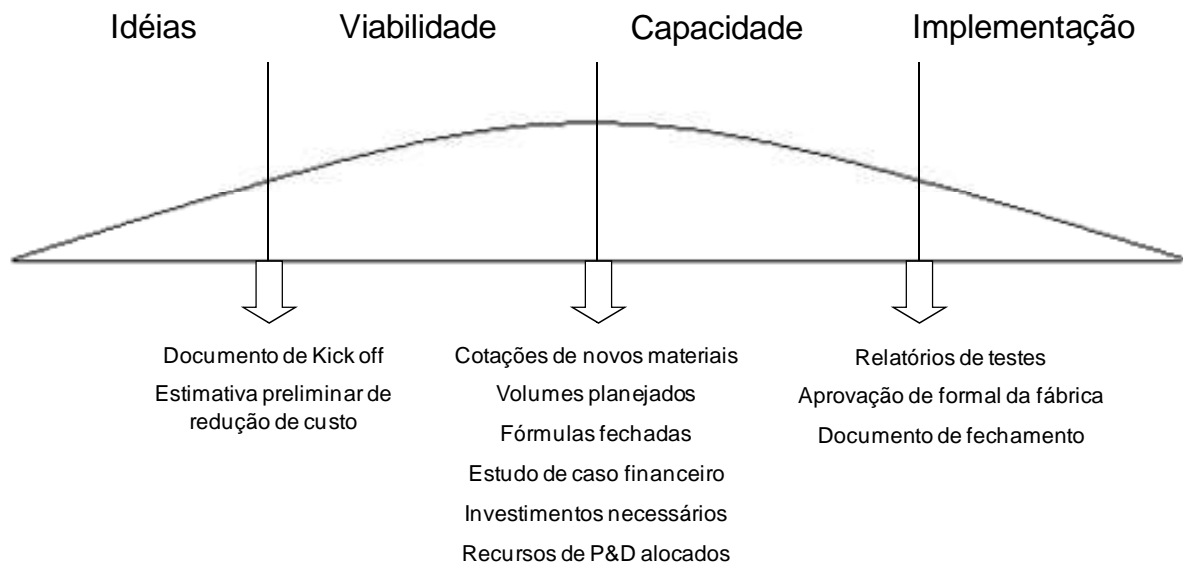 Idéias
Viabilidade
Capacidade
Implementação
Documento de Kick off
Estimativa preliminar de
redução de custo
Cotações de novos materiais
Volumes planejados
Fórmulas fechadas
Estudo de caso financeiro
Investimentos necessários
Recursos de P&D alocados
Relatórios de testes
Aprovação de formal da fábrica
Documento de fechamento